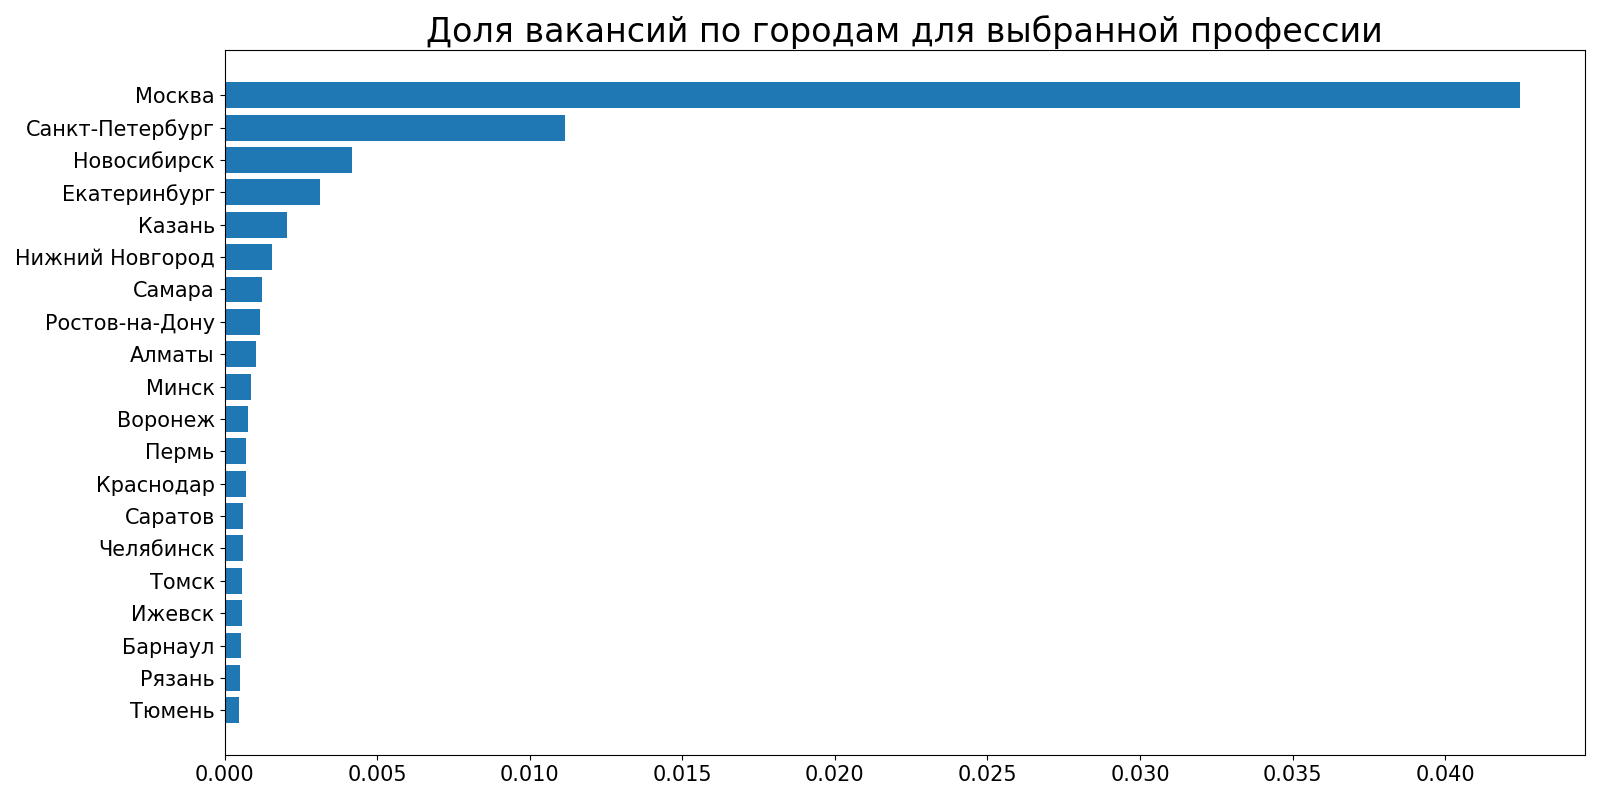 Доля вакансий по городам для выбранной профессии
Москва
Санкт-Петербург
Новосибирск
Екатеринбург
Казань
Нижний Новгород
Самара
Ростов-на-Дону
Алматы
Минск
Воронеж
Пермь
Краснодар
Саратов
Челябинск
Томск
Ижевск
Барнаул
Рязань
Тюмень
0.000 0.005 0.010 0.015 0.020 0.025 0.030 0.035 0.040